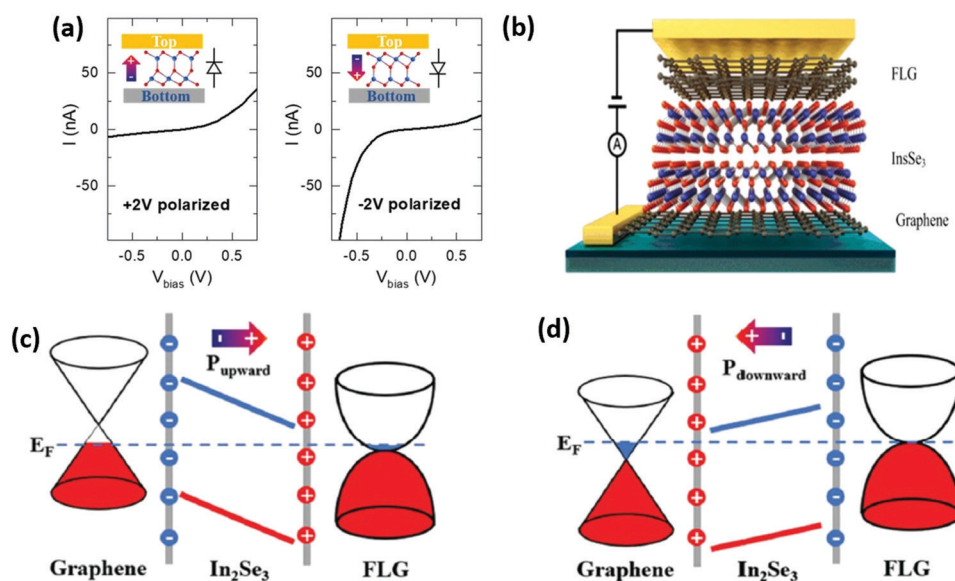 (a)
Top
Bottom
I (nA)
50
0
-50
+2V polarized
-0.5 0.0 0.5
V_bias (V)
Top
Bottom
I (nA)
50
0
-50
-2V polarized
-0.5 0.0 0.5
V_bias (V)
(b)
A
FLG
InsSe₃
Graphene
(c)
- +
P_upward
E_F
- - - - - -
+ + + + + +
Graphene In₂Se₃ FLG
(d)
- +
P_downward
E_F
+ + + + + +
- - - - - -
Graphene In₂Se₃ FLG